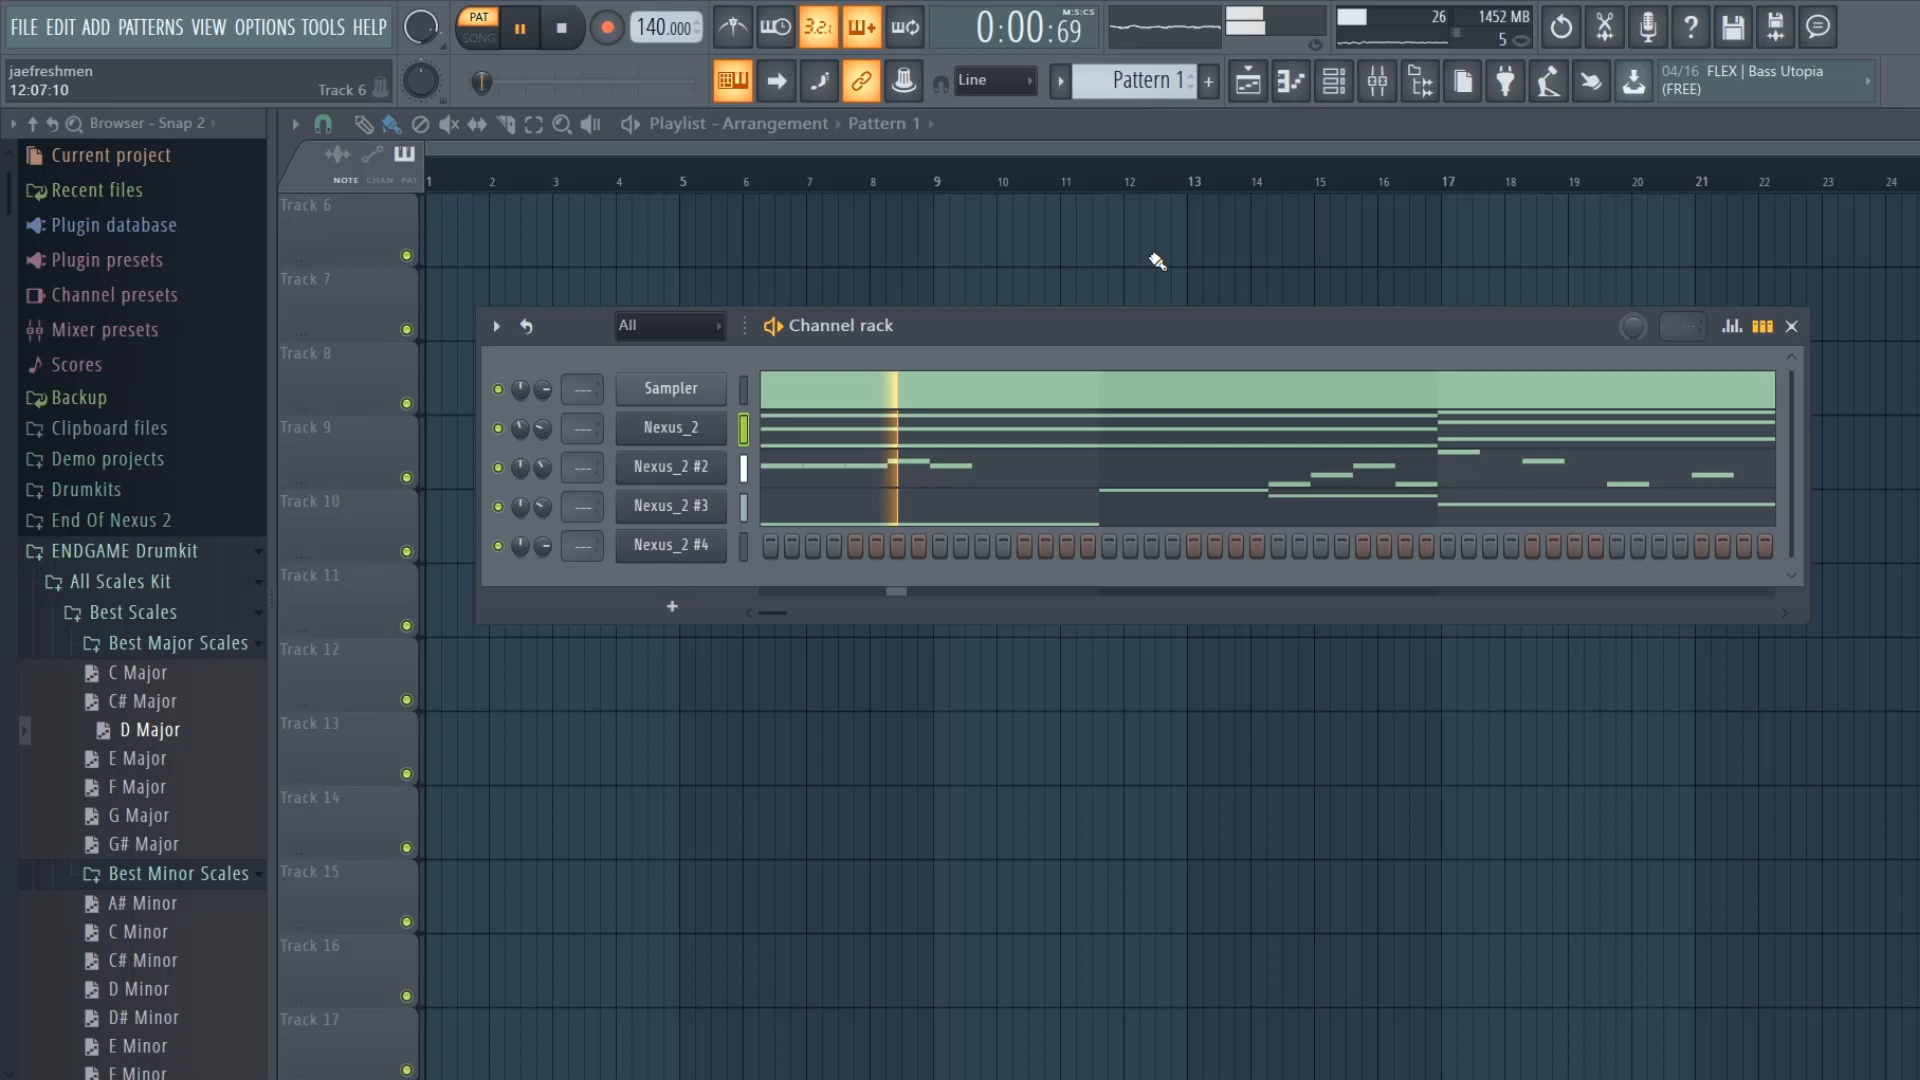 FILE EDIT ADD PATTERNS VIEW OPTIONS TOOLS HELP
PAT
SONG
140.000
3.2.
0:00:69
M:S:CS
26
1452 MB
5
jaefreshmen
12:07:10
Track 6
Line
Pattern 1
+
04/16 FLEX | Bass Utopia
(FREE)
Browser - Snap 2
Playlist - Arrangement
Pattern 1
Current project
Recent files
Plugin database
Plugin presets
Channel presets
Mixer presets
Scores
Backup
Clipboard files
Demo projects
Drumkits
End Of Nexus 2
ENDGAME Drumkit
All Scales Kit
Best Scales
Best Major Scales
C Major
C# Major
D Major
E Major
F Major
G Major
G# Major
Best Minor Scales
A# Minor
C Minor
C# Minor
D Minor
D# Minor
E Minor
F Minor
NOTE CHAN PAT
1 2 3 4 5 6 7 8 9 10 11 12 13 14 15 16 17 18 19 20 21 22 23 24
Track 6
Track 7
Track 8
Track 9
Track 10
Track 11
Track 12
Track 13
Track 14
Track 15
Track 16
Track 17
All
Channel rack
Sampler
Nexus_2
Nexus_2 #2
Nexus_2 #3
Nexus_2 #4
+